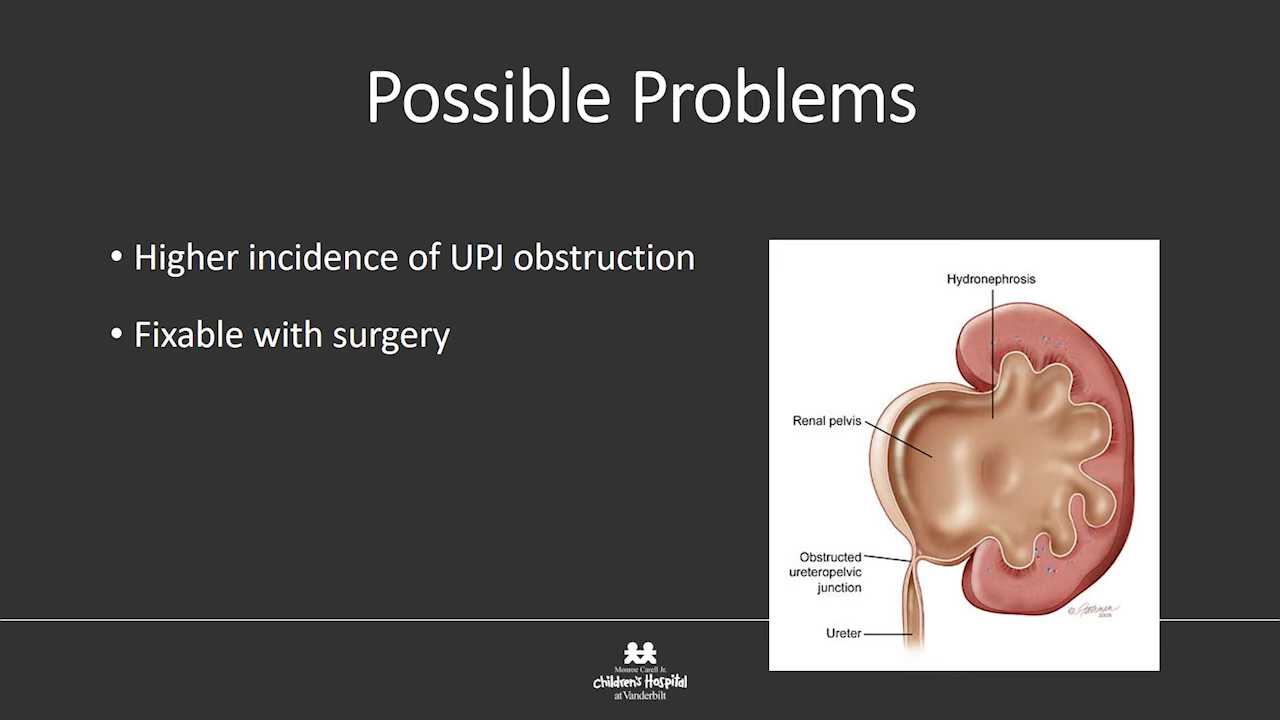 Possible Problems
• Higher incidence of UPJ obstruction
• Fixable with surgery
Hydronephrosis
Renal pelvis
Obstructed
ureteropelvic
junction
Ureter
2005
Monroe Carell Jr.
Children's Hospital
at Vanderbilt